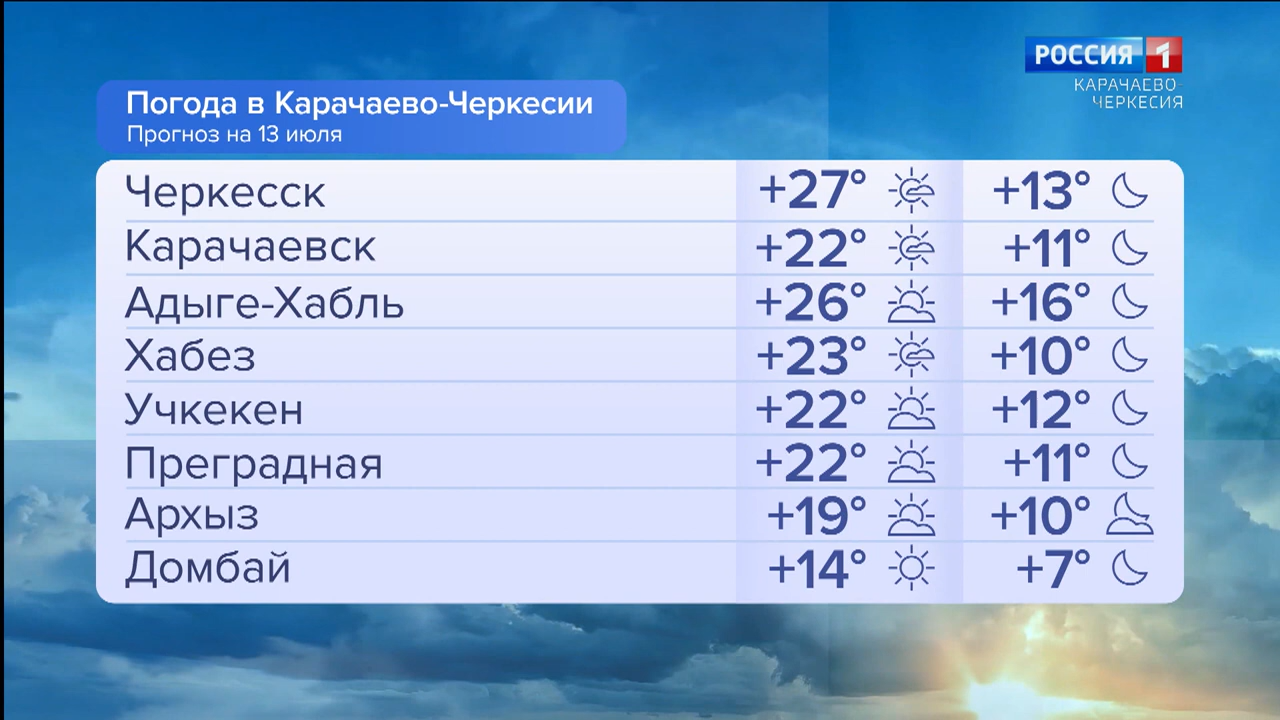 РОССИЯ 1
КАРАЧАЕВО-
ЧЕРКЕСИЯ
Погода в Карачаево-Черкесии
Прогноз на 13 июля
Черкесск +27° +13°
Карачаевск +22° +11°
Адыге-Хабль +26° +16°
Хабез +23° +10°
Учкекен +22° +12°
Преградная +22° +11°
Архыз +19° +10°
Домбай +14° +7°